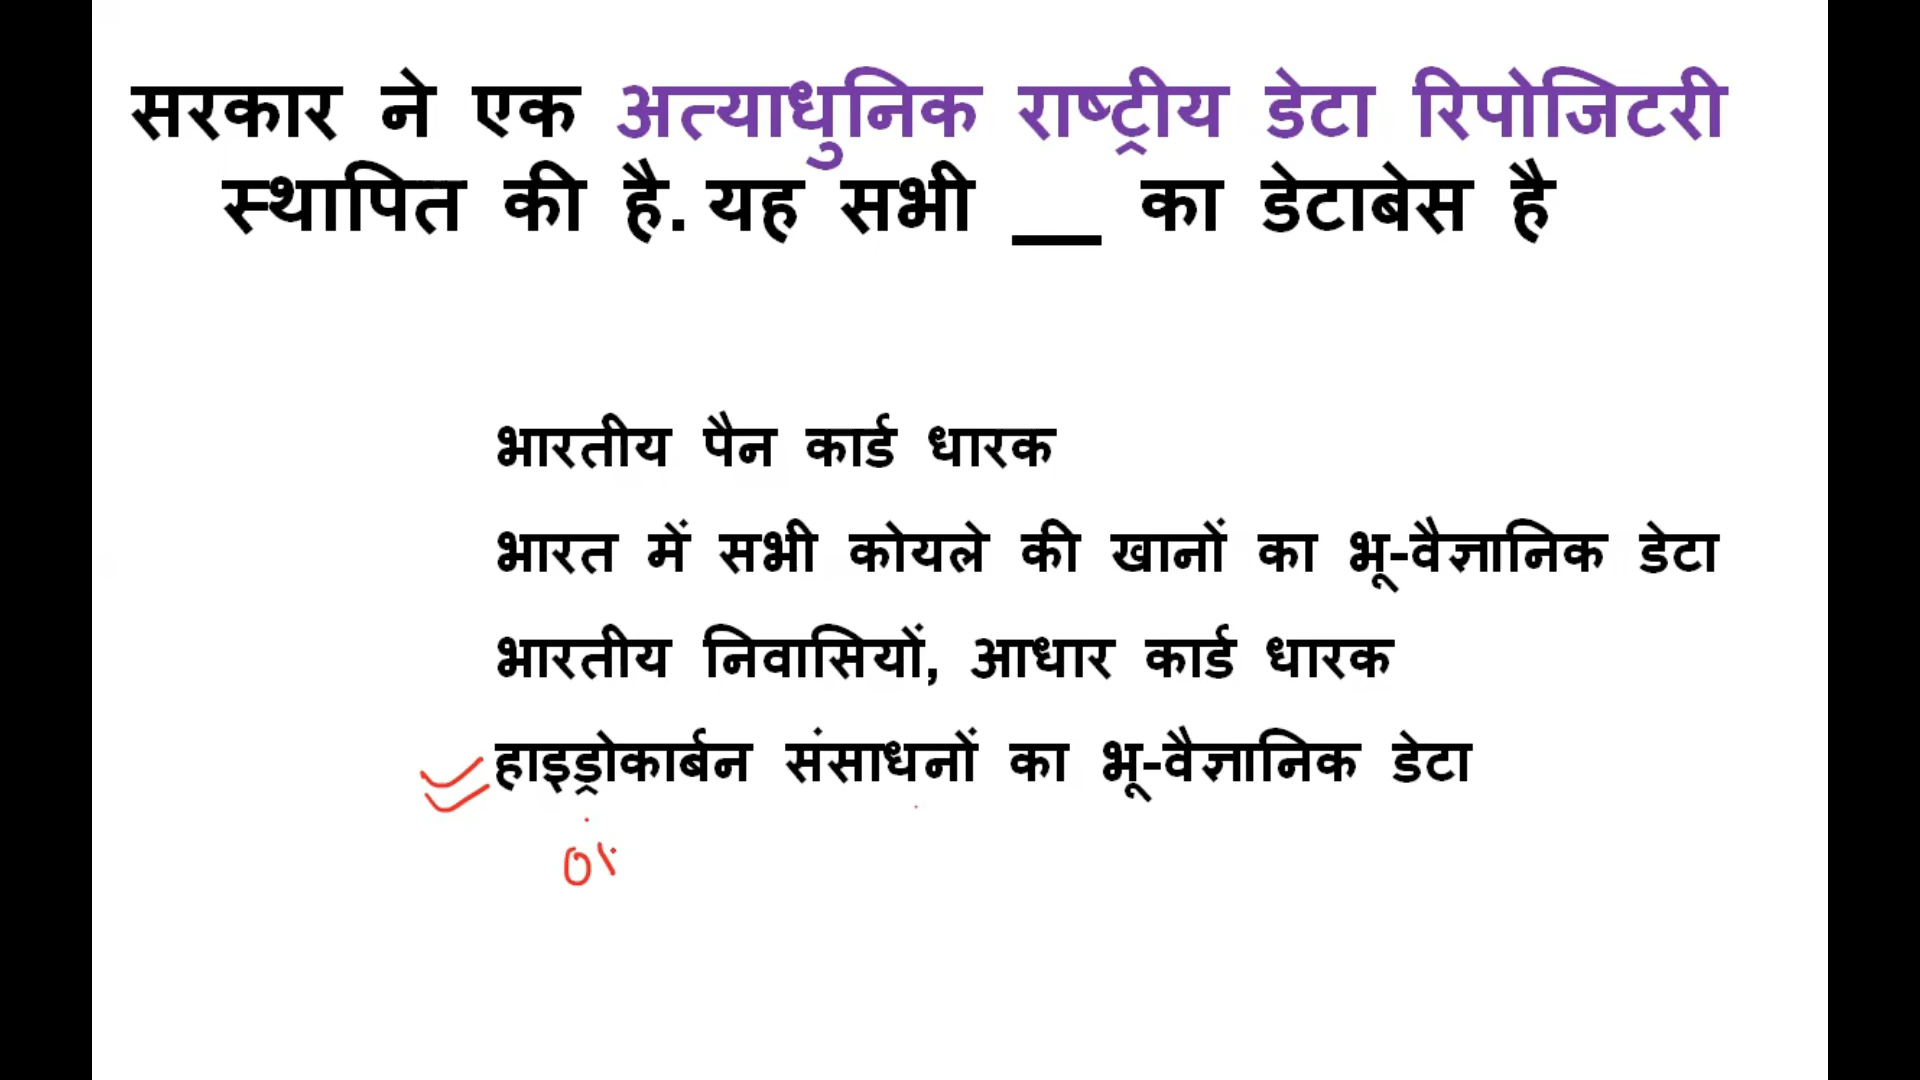 सरकार ने एक अत्याधुनिक राष्ट्रीय डेटा रिपोजिटरी
स्थापित की है. यह सभी __ का डेटाबेस है
भारतीय पैन कार्ड धारक
भारत में सभी कोयले की खानों का भू-वैज्ञानिक डेटा
भारतीय निवासियों, आधार कार्ड धारक
हाइड्रोकार्बन संसाधनों का भू-वैज्ञानिक डेटा